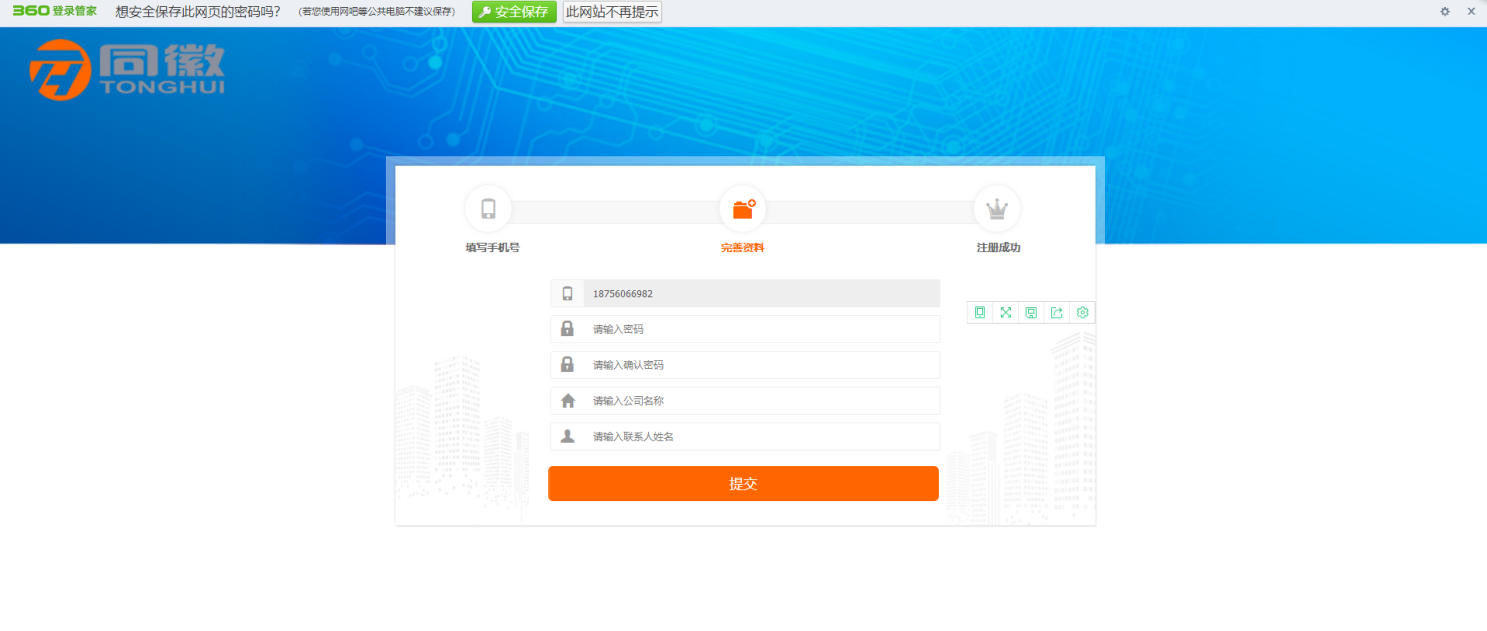 360登录管家 想安全保存此网页的密码吗？ (若您使用网吧等公共电脑不建议保存) 安全保存 此网站不再提示
同徽
TONGHUI
填写手机号 完善资料 注册成功
18756066982
请输入密码
请输入确认密码
请输入公司名称
请输入联系人姓名
提交